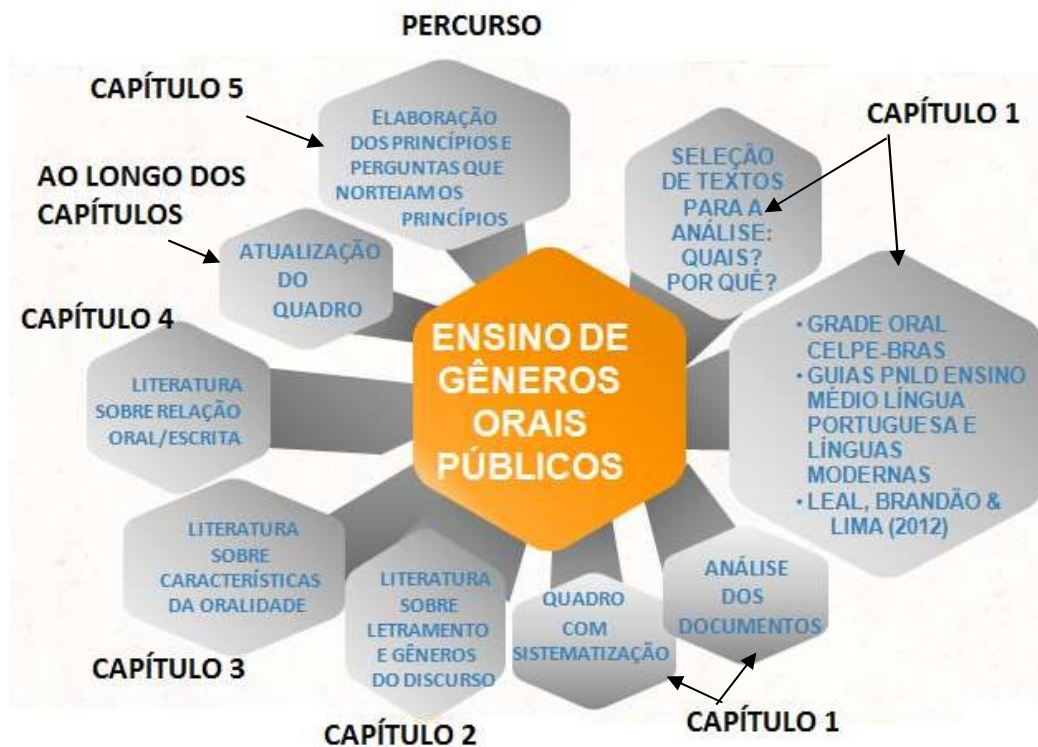 PERCURSO
CAPÍTULO 5
ELABORAÇÃO
DOS PRINCÍPIOS E
PERGUNTAS QUE
NORTEIAM OS
PRINCÍPIOS
CAPÍTULO 1
SELEÇÃO
DE TEXTOS
PARA A
ANÁLISE:
QUAIS?
POR QUÊ?
AO LONGO DOS
CAPÍTULOS
ATUALIZAÇÃO
DO
QUADRO
CAPÍTULO 4
LITERATURA
SOBRE RELAÇÃO
ORAL/ESCRITA
ENSINO DE
GÊNEROS
ORAIS
PÚBLICOS
• GRADE ORAL
CELPE-BRAS
• GUIAS PNLD ENSINO
MÉDIO LÍNGUA
PORTUGUESA E
LÍNGUAS
MODERNAS
• LEAL, BRANDÃO &
LIMA (2012)
LITERATURA
SOBRE
CARACTERÍSTICAS
DA ORALIDADE
CAPÍTULO 3
LITERATURA
SOBRE
LETRAMENTO
E GÊNEROS
DO DISCURSO
CAPÍTULO 2
QUADRO
COM
SISTEMATIZAÇÃO
ANÁLISE
DOS
DOCUMENTOS
CAPÍTULO 1